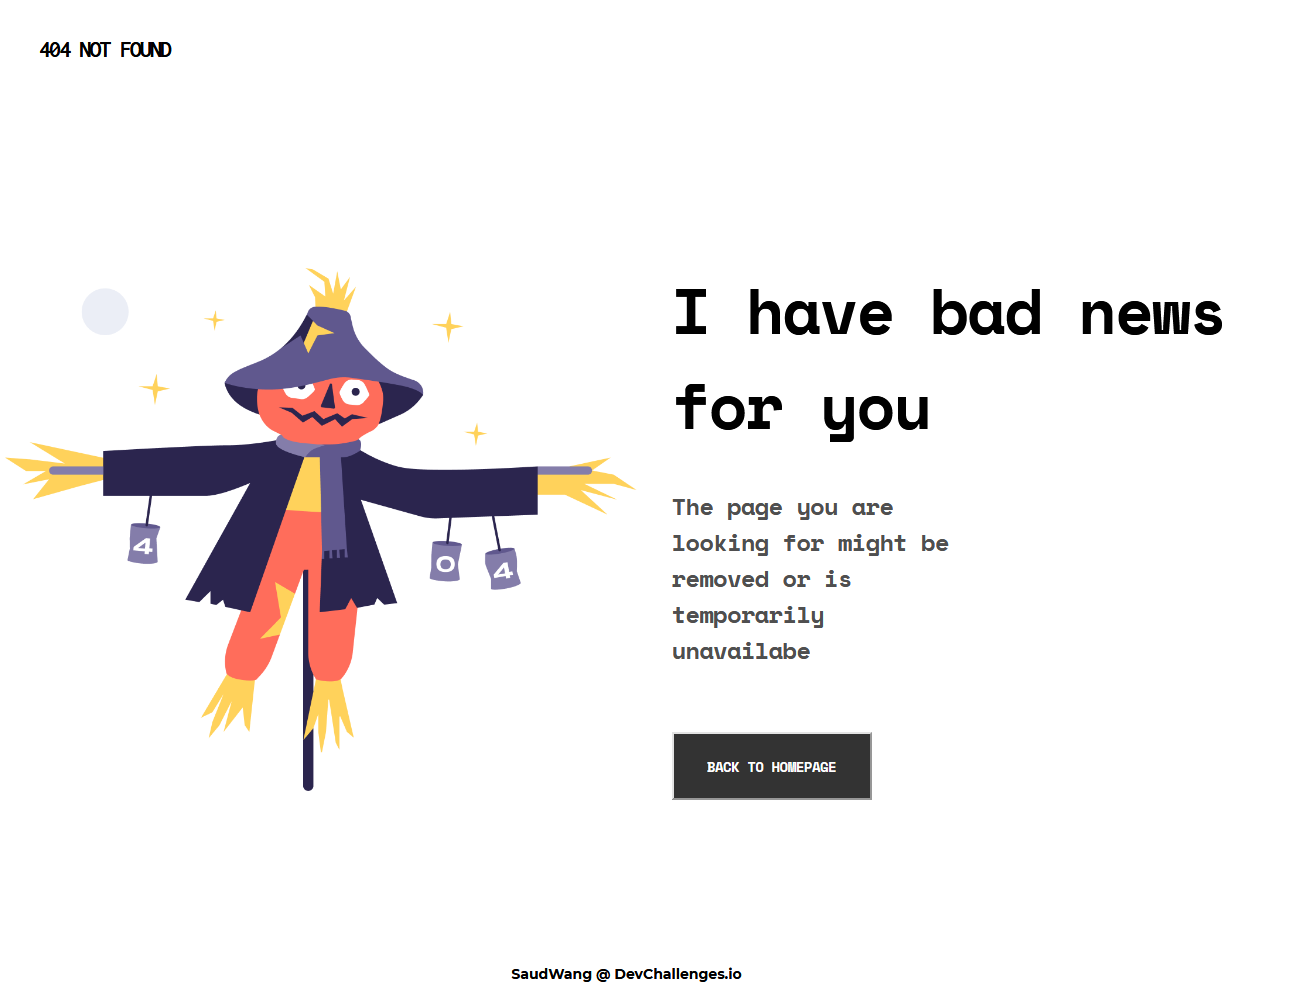 404 NOT FOUND
I have bad news
for you
The page you are
looking for might be
removed or is
temporarily
unavailabe
4
0
4
BACK TO HOMEPAGE
SaudWang @ DevChallenges.io